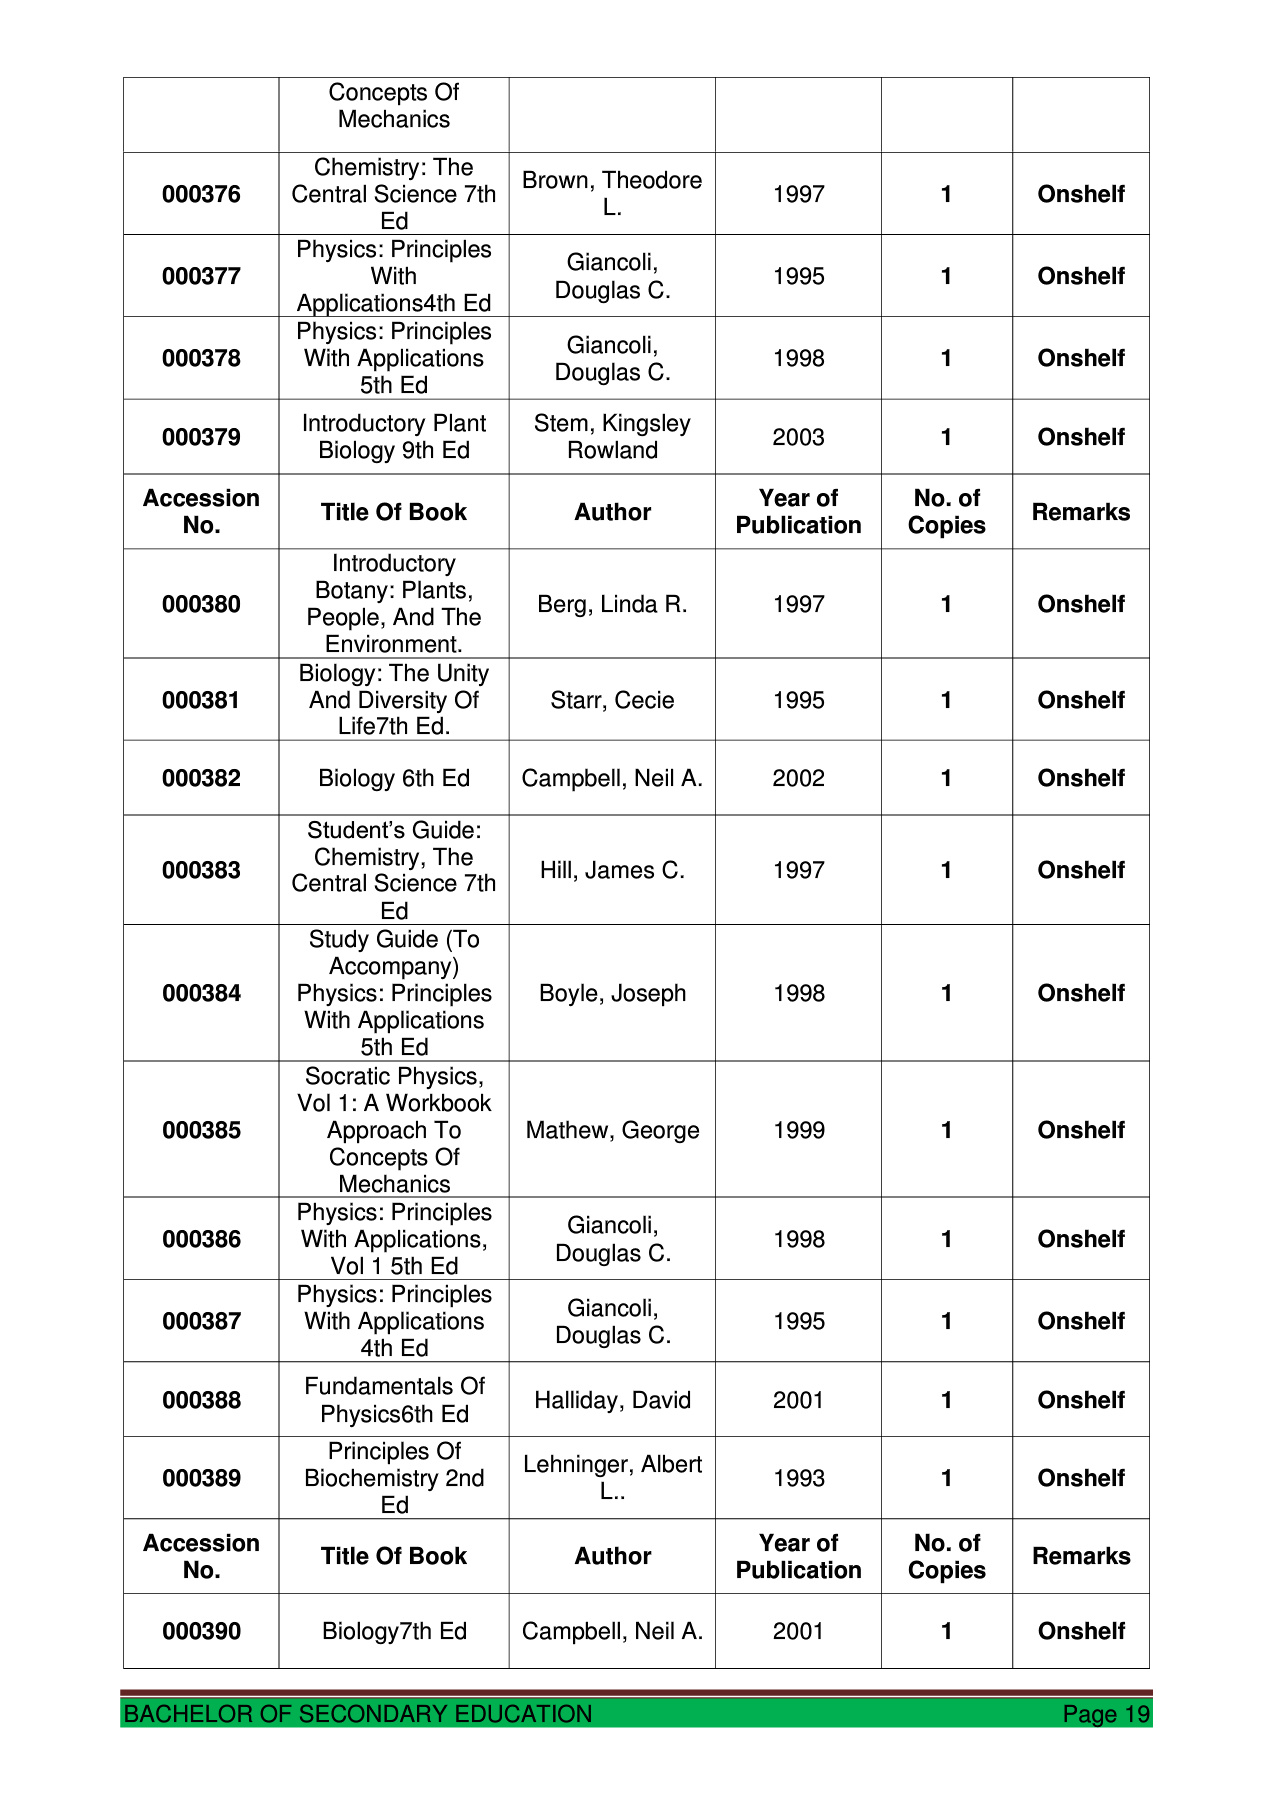 Concepts Of
Mechanics
000376
Chemistry: The
Central Science 7th
Ed
Brown, Theodore
L.
1997
1
Onshelf
000377
Physics: Principles
With
Applications4th Ed
Giancoli,
Douglas C.
1995
1
Onshelf
000378
Physics: Principles
With Applications
5th Ed
Giancoli,
Douglas C.
1998
1
Onshelf
000379
Introductory Plant
Biology 9th Ed
Stem, Kingsley
Rowland
2003
1
Onshelf
Accession
No.
Title Of Book
Author
Year of
Publication
No. of
Copies
Remarks
000380
Introductory
Botany: Plants,
People, And The
Environment.
Berg, Linda R.
1997
1
Onshelf
000381
Biology: The Unity
And Diversity Of
Life7th Ed.
Starr, Cecie
1995
1
Onshelf
000382
Biology 6th Ed
Campbell, Neil A.
2002
1
Onshelf
000383
Student’s Guide:
Chemistry, The
Central Science 7th
Ed
Hill, James C.
1997
1
Onshelf
000384
Study Guide (To
Accompany)
Physics: Principles
With Applications
5th Ed
Boyle, Joseph
1998
1
Onshelf
000385
Socratic Physics,
Vol 1: A Workbook
Approach To
Concepts Of
Mechanics
Mathew, George
1999
1
Onshelf
000386
Physics: Principles
With Applications,
Vol 1 5th Ed
Giancoli,
Douglas C.
1998
1
Onshelf
000387
Physics: Principles
With Applications
4th Ed
Giancoli,
Douglas C.
1995
1
Onshelf
000388
Fundamentals Of
Physics6th Ed
Halliday, David
2001
1
Onshelf
000389
Principles Of
Biochemistry 2nd
Ed
Lehninger, Albert
L..
1993
1
Onshelf
Accession
No.
Title Of Book
Author
Year of
Publication
No. of
Copies
Remarks
000390
Biology7th Ed
Campbell, Neil A.
2001
1
Onshelf
BACHELOR OF SECONDARY EDUCATION Page 19